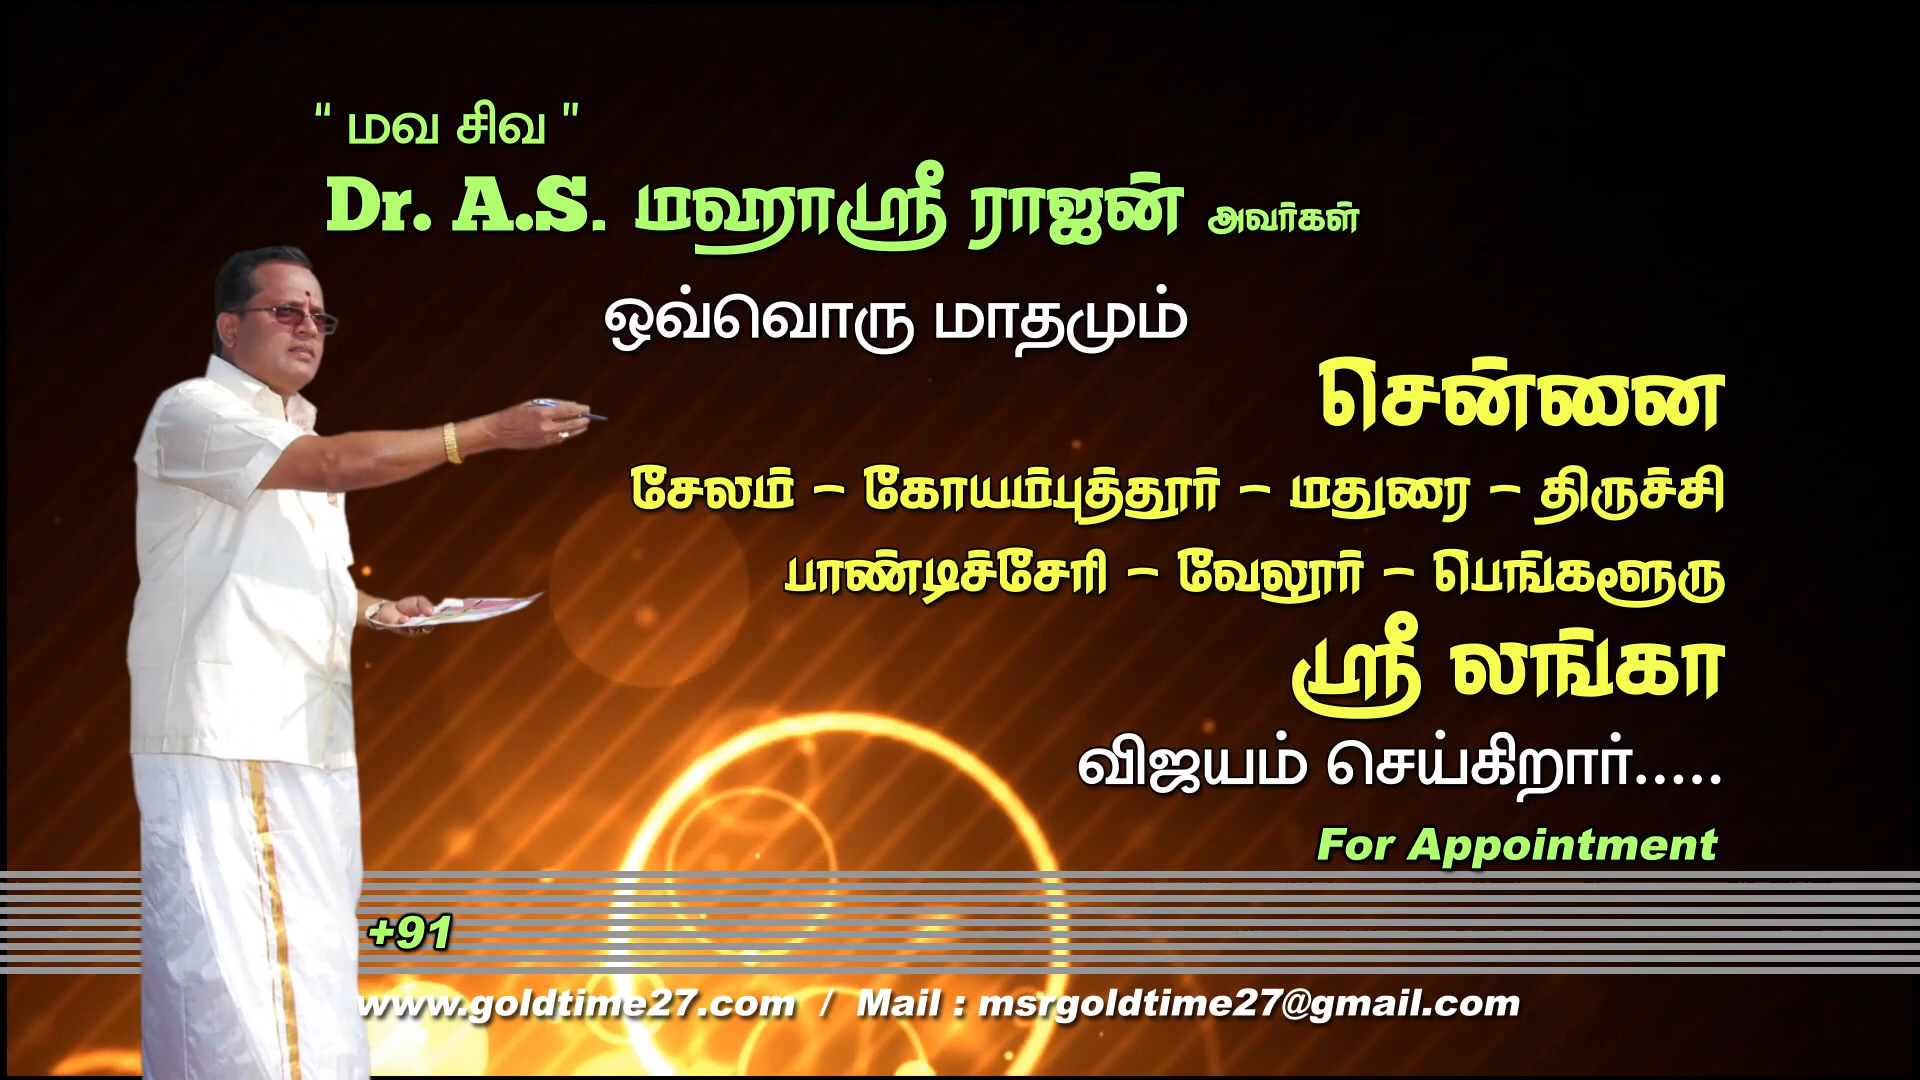 " மவ சிவ "
Dr. A.S. மஹாஸ்ரீ ராஜன் அவர்கள்
ஒவ்வொரு மாதமும்
சென்னை
சேலம் - கோயம்புத்தூர் - மதுரை - திருச்சி
பாண்டிச்சேரி - வேலூர் - பெங்களூரு
ஸ்ரீ லங்கா
விஜயம் செய்கிறார்.....
For Appointment
+91
www.goldtime27.com / Mail : msrgoldtime27@gmail.com